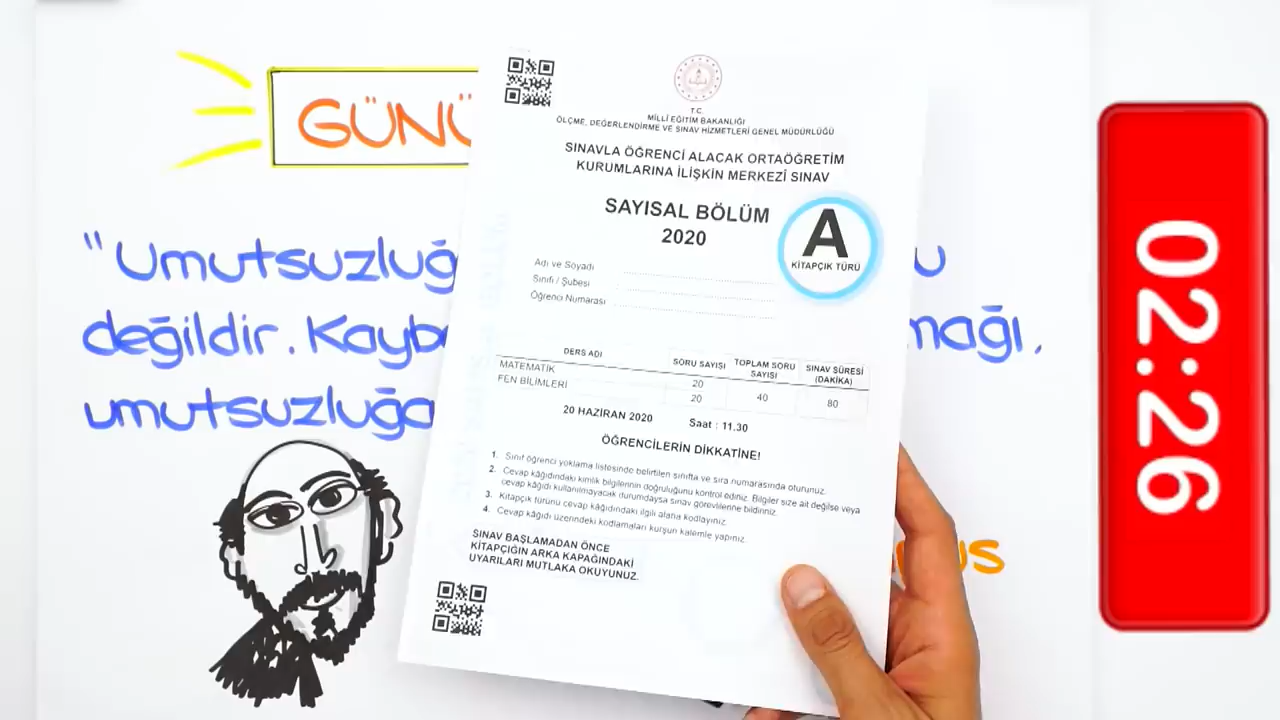 GÜNÜ
"Umutsuzluğ
u
değildir. Kaybe
mağı,
umutsuzluğa
us
T.C.
MİLLİ EĞİTİM BAKANLIĞI
ÖLÇME, DEĞERLENDİRME VE SINAV HİZMETLERİ GENEL MÜDÜRLÜĞÜ
SINAVLA ÖĞRENCİ ALACAK ORTAÖĞRETİM
KURUMLARINA İLİŞKİN MERKEZÎ SINAV
SAYISAL BÖLÜM
2020
A
KİTAPÇIK TÜRÜ
Adı ve Soyadı
Sınıfı / Şubesi
Öğrenci Numarası
DERS ADI SORU SAYISI TOPLAM SORU SAYISI SINAV SÜRESİ (DAKİKA)
MATEMATİK 20
FEN BİLİMLERİ 20 40 80
20 HAZİRAN 2020 Saat : 11.30
ÖĞRENCİLERİN DİKKATİNE!
1. Sınıf öğrenci yoklama listesinde belirtilen sınıfta ve sıra numarasında oturunuz.
2. Cevap kâğıdındaki kimlik bilgilerinin doğruluğunu kontrol ediniz. Bilgiler size ait değilse veya
cevap kâğıdı kullanılmayacak durumdaysa sınav görevlilerine bildiriniz.
3. Kitapçık türünü cevap kâğıdındaki ilgili alana kodlayınız.
4. Cevap kâğıdı üzerindeki kodlamaları kurşun kalemle yapınız.
SINAV BAŞLAMADAN ÖNCE
KİTAPÇIĞIN ARKA KAPAĞINDAKİ
UYARILARI MUTLAKA OKUYUNUZ.
02:26